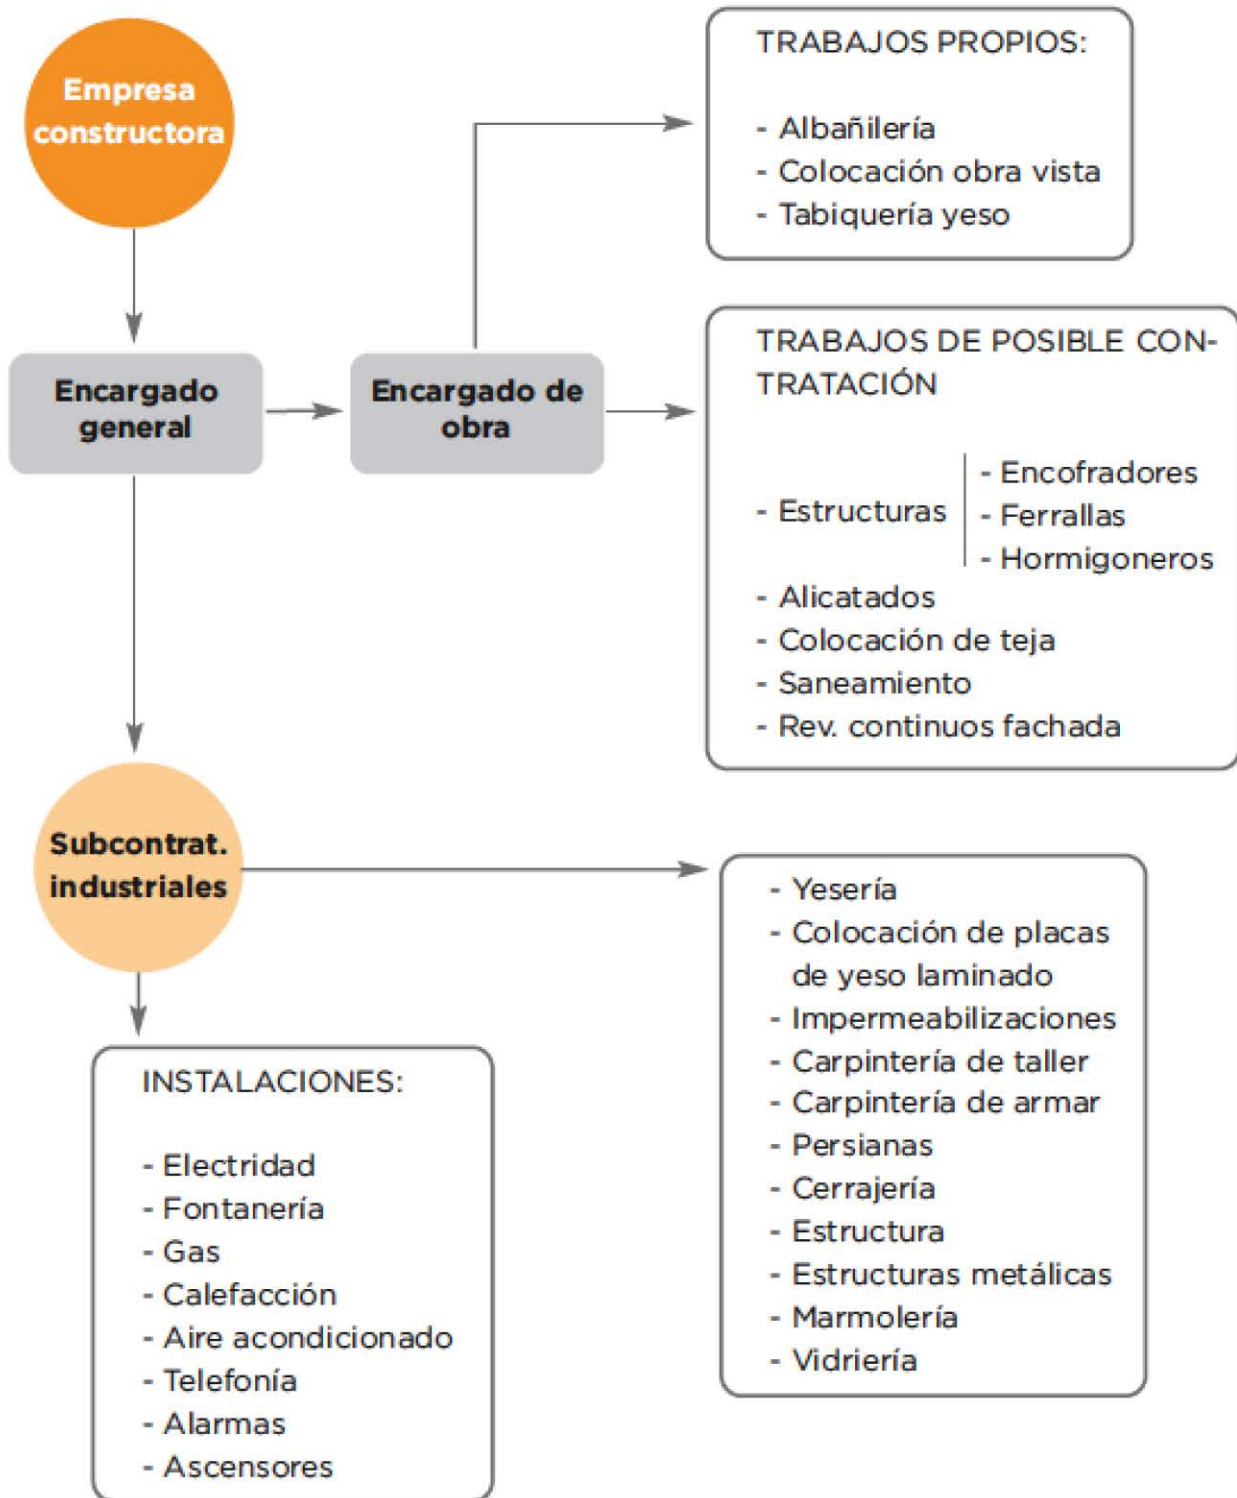 Empresa
constructora
TRABAJOS PROPIOS:
- Albañilería
- Colocación obra vista
- Tabiquería yeso
Encargado
general
Encargado de
obra
TRABAJOS DE POSIBLE CON-
TRATACIÓN
- Estructuras
- Encofradores
- Ferrallas
- Hormigoneros
- Alicatados
- Colocación de teja
- Saneamiento
- Rev. continuos fachada
Subcontrat.
industriales
- Yesería
- Colocación de placas
de yeso laminado
- Impermeabilizaciones
- Carpintería de taller
- Carpintería de armar
- Persianas
- Cerrajería
- Estructura
- Estructuras metálicas
- Marmolería
- Vidriería
INSTALACIONES:
- Electridad
- Fontanería
- Gas
- Calefacción
- Aire acondicionado
- Telefonía
- Alarmas
- Ascensores